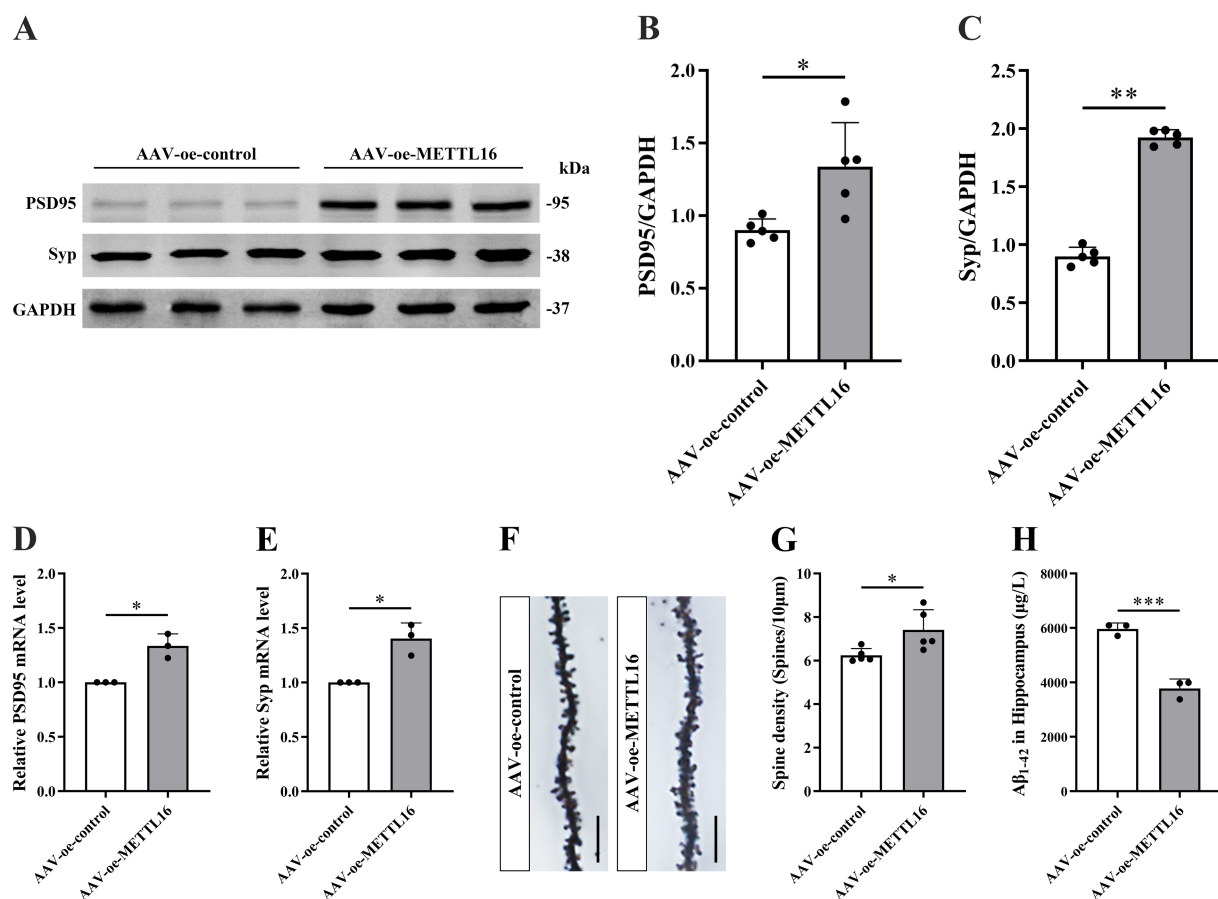 A
AAV-oe-control AAV-oe-METTL16 kDa
PSD95 -95
Syp -38
GAPDH -37
B
PSD95/GAPDH
2.0
1.5
1.0
0.5
0.0
*
AAV-oe-control
AAV-oe-METTL16
C
Syp/GAPDH
2.5
2.0
1.5
1.0
0.5
0.0
**
AAV-oe-control
AAV-oe-METTL16
D
Relative PSD95 mRNA level
2.0
1.5
1.0
0.5
0.0
*
AAV-oe-control
AAV-oe-METTL16
E
Relative Syp mRNA level
2.0
1.5
1.0
0.5
0.0
*
AAV-oe-control
AAV-oe-METTL16
F
AAV-oe-control
AAV-oe-METTL16
G
Spine density (Spines/10μm)
10
8
6
4
2
0
*
AAV-oe-control
AAV-oe-METTL16
H
Aβ1-42 in Hippocampus (μg/L)
8000
6000
4000
2000
0
***
AAV-oe-control
AAV-oe-METTL16